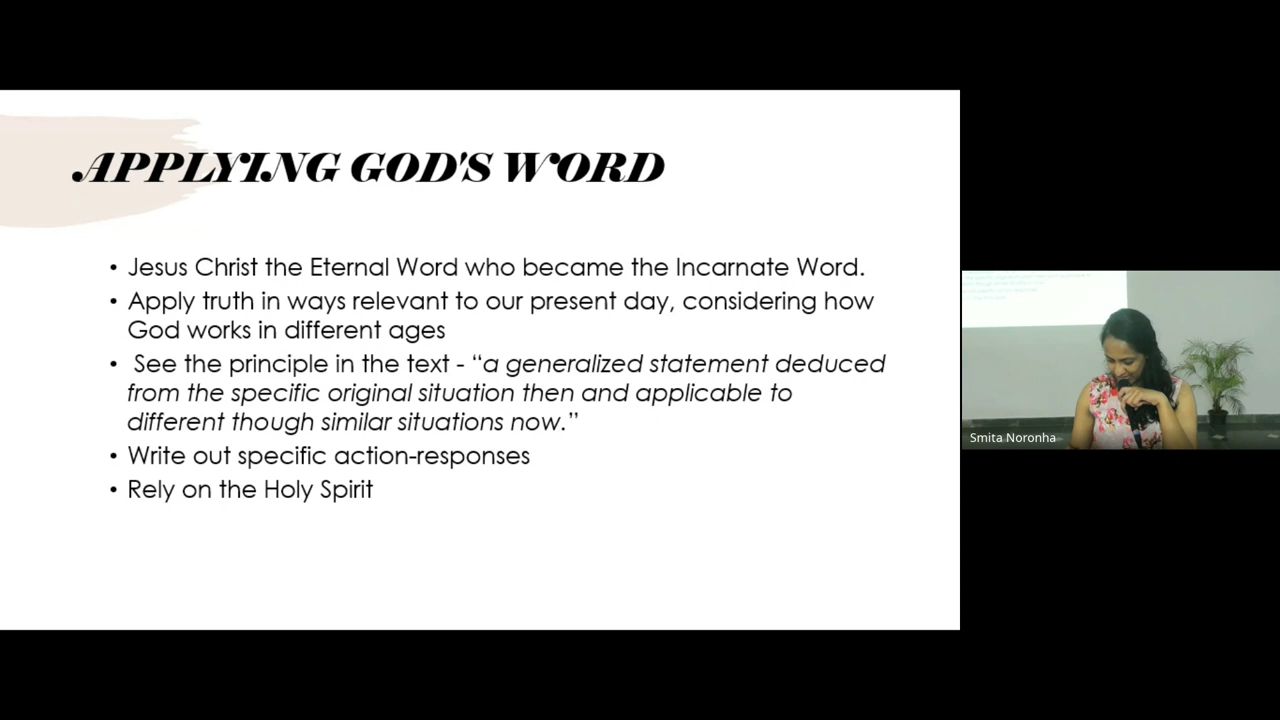 APPLYING GOD'S WORD
• Jesus Christ the Eternal Word who became the Incarnate Word.
• Apply truth in ways relevant to our present day, considering how
God works in different ages
• See the principle in the text - “a generalized statement deduced
from the specific original situation then and applicable to
different though similar situations now.”
• Write out specific action-responses
• Rely on the Holy Spirit
Smita Noronha